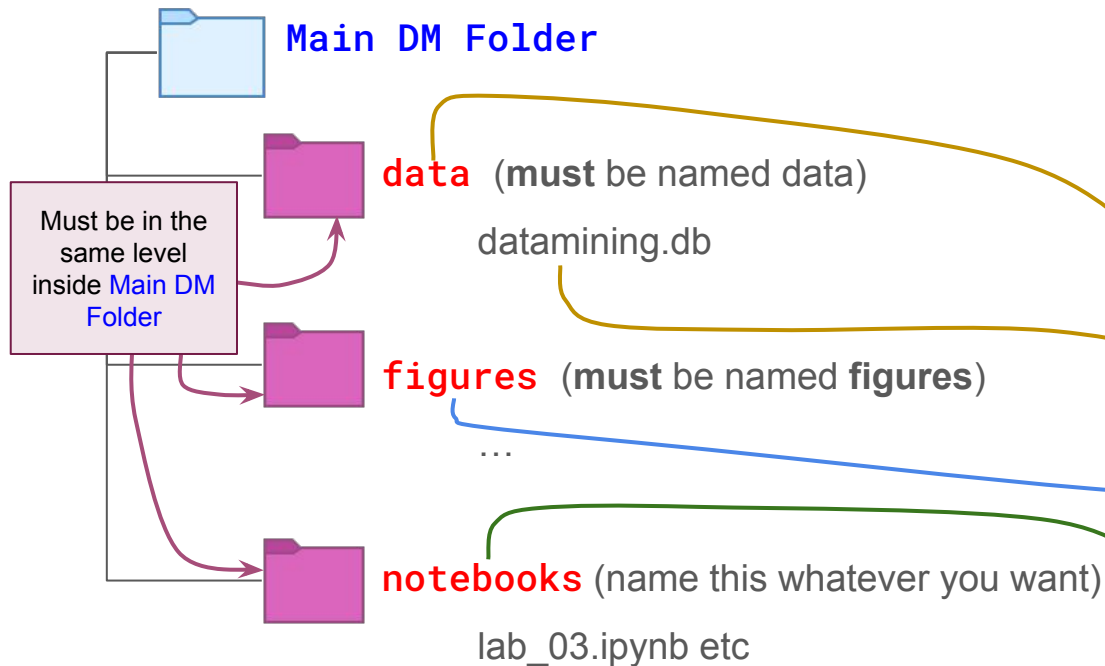 Main DM Folder
data (must be named data)
Must be in the
same level
inside Main DM
Folder
datamining.db
figures (must be named figures)
…
notebooks (name this whatever you want)
lab_03.ipynb etc